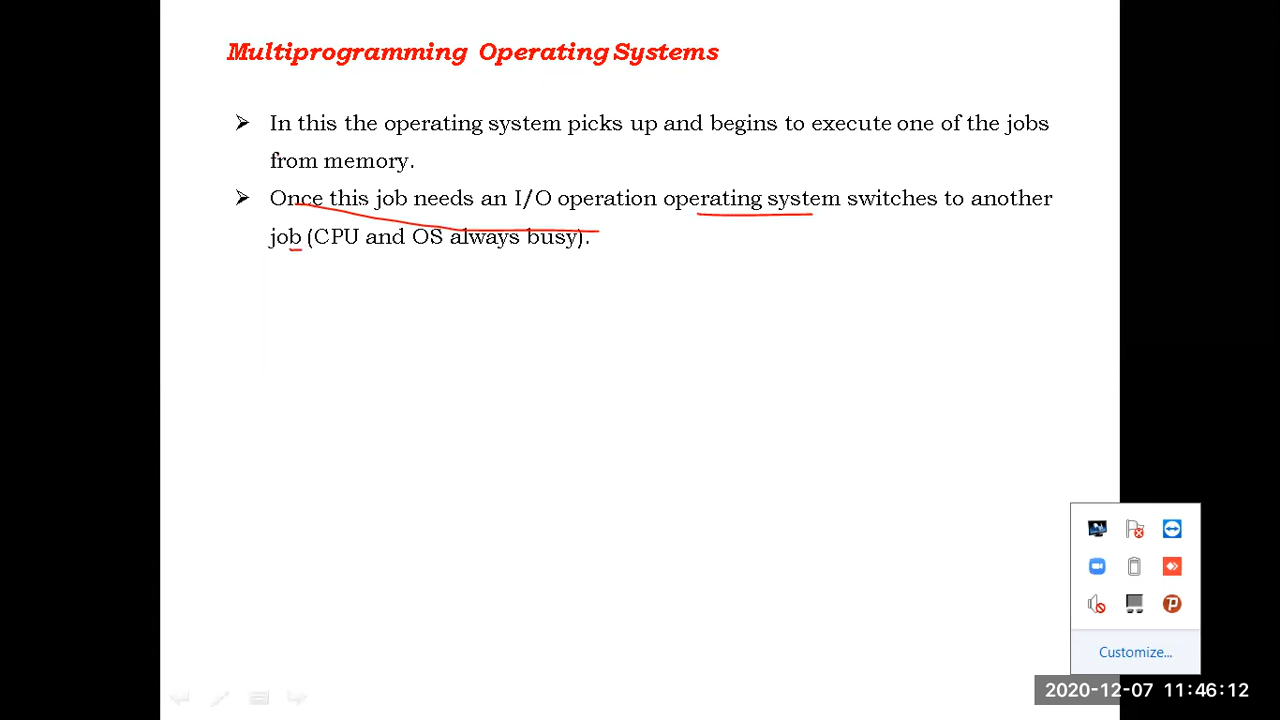 Multiprogramming Operating Systems
In this the operating system picks up and begins to execute one of the jobs
from memory.
Once this job needs an I/O operation operating system switches to another
job (CPU and OS always busy).
Customize...
2020-12-07 11:46:12